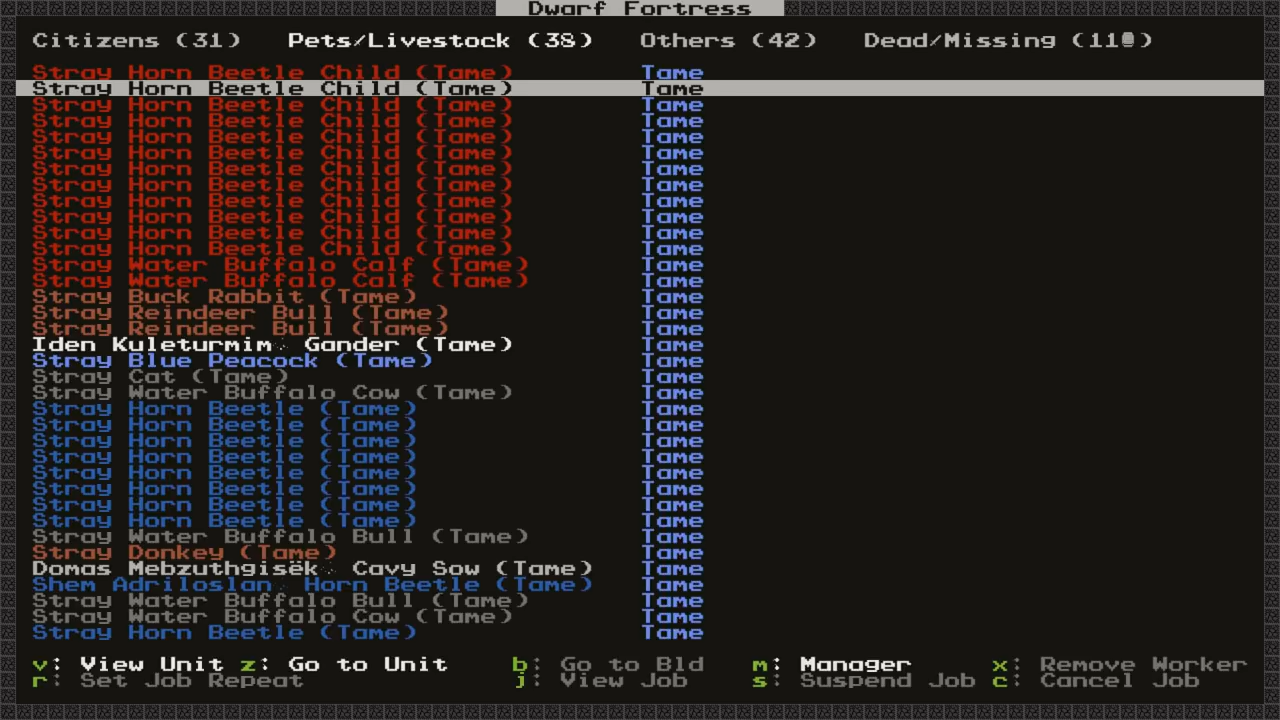 Dwarf Fortress
Citizens (31) Pets/Livestock (38) Others (42) Dead/Missing
Stray Horn Beetle Child (Tame) Tame
Stray Horn Beetle Child (Tame) Tame
Stray Horn Beetle Child (Tame) Tame
Stray Horn Beetle Child (Tame) Tame
Stray Horn Beetle Child (Tame) Tame
Stray Horn Beetle Child (Tame) Tame
Stray Horn Beetle Child (Tame) Tame
Stray Horn Beetle Child (Tame) Tame
Stray Horn Beetle Child (Tame) Tame
Stray Horn Beetle Child (Tame) Tame
Stray Horn Beetle Child (Tame) Tame
Stray Horn Beetle Child (Tame) Tame
Stray Water Buffalo Calf (Tame) Tame
Stray Water Buffalo Calf (Tame) Tame
Stray Buck Rabbit (Tame) Tame
Stray Reindeer Bull (Tame) Tame
Stray Reindeer Bull (Tame) Tame
Iden Kuleturmim Gander (Tame) Tame
Stray Blue Peacock (Tame) Tame
Stray Cat (Tame) Tame
Stray Water Buffalo Cow (Tame) Tame
Stray Horn Beetle (Tame) Tame
Stray Horn Beetle (Tame) Tame
Stray Horn Beetle (Tame) Tame
Stray Horn Beetle (Tame) Tame
Stray Horn Beetle (Tame) Tame
Stray Horn Beetle (Tame) Tame
Stray Horn Beetle (Tame) Tame
Stray Horn Beetle (Tame) Tame
Stray Water Buffalo Bull (Tame) Tame
Stray Donkey (Tame) Tame
Domas Mebzuthgisëk Cavy Sow (Tame) Tame
Shem Adriloslan Horn Beetle (Tame) Tame
Stray Water Buffalo Bull (Tame) Tame
Stray Water Buffalo Cow (Tame) Tame
Stray Horn Beetle (Tame) Tame
v: View Unit z: Go to Unit b: Go to Bld m: Manager x: Remove Worker
r: Set Job Repeat j: View Job s: Suspend Job c: Cancel Job